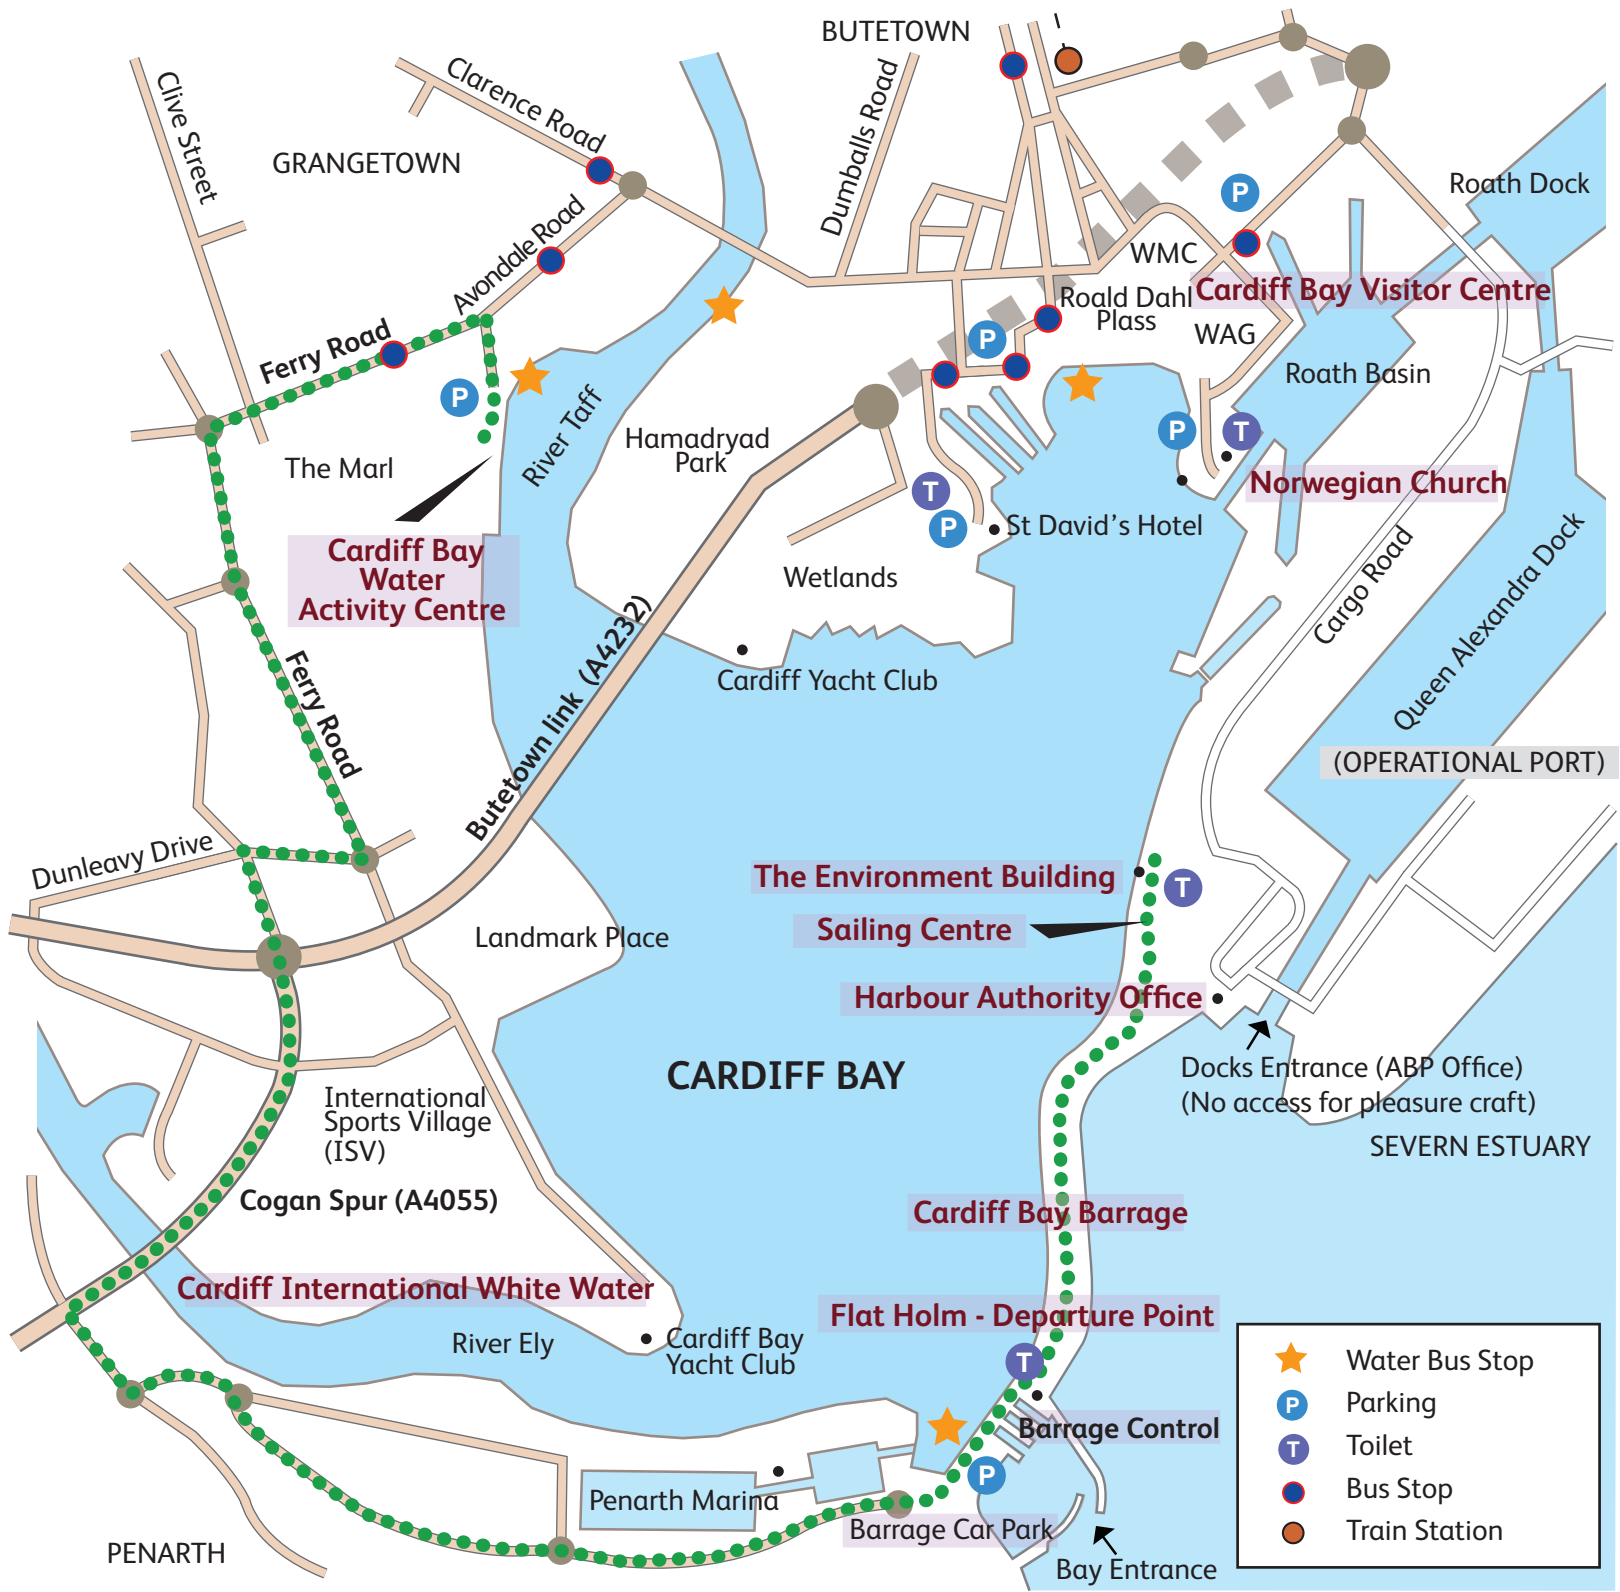 BUTETOWN
Clive Street
Clarence Road
GRANGETOWN
Dumballs Road
Roath Dock
P
Avondale Road
WMC
Cardiff Bay Visitor Centre
Roald Dahl
Plass
WAG
Ferry Road
P
Roath Basin
P
River Taff
Hamadryad
Park
P
T
The Marl
T
P
Norwegian Church
St David's Hotel
Cardiff Bay
Water
Activity Centre
Wetlands
Cargo Road
Queen Alexandra Dock
Butetown link (A4232)
Cardiff Yacht Club
Ferry Road
(OPERATIONAL PORT)
Dunleavy Drive
The Environment Building
T
Sailing Centre
Landmark Place
Harbour Authority Office
CARDIFF BAY
Docks Entrance (ABP Office)
(No access for pleasure craft)
SEVERN ESTUARY
International
Sports Village
(ISV)
Cogan Spur (A4055)
Cardiff Bay Barrage
Cardiff International White Water
Flat Holm - Departure Point
River Ely
Cardiff Bay
Yacht Club
T
Barrage Control
P
Penarth Marina
Barrage Car Park
PENARTH
Bay Entrance
Water Bus Stop
P Parking
T Toilet
Bus Stop
Train Station